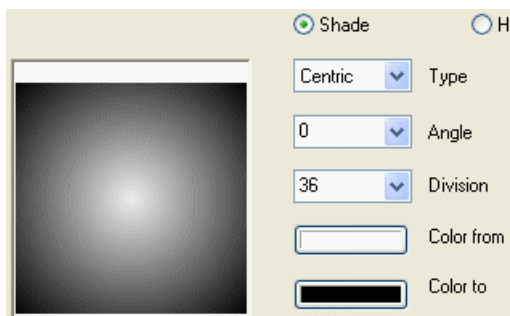 Shade H
Centric Type
0 Angle
36 Division
Color from
Color to